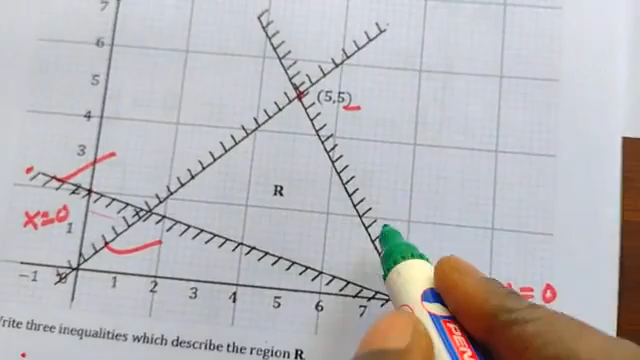 7
6
5
(5,5)
4
3
R
2
x=0
1
-1 0 1 2 3 4 5 6 7
=0
rite three inequalities which describe the region R
PEN